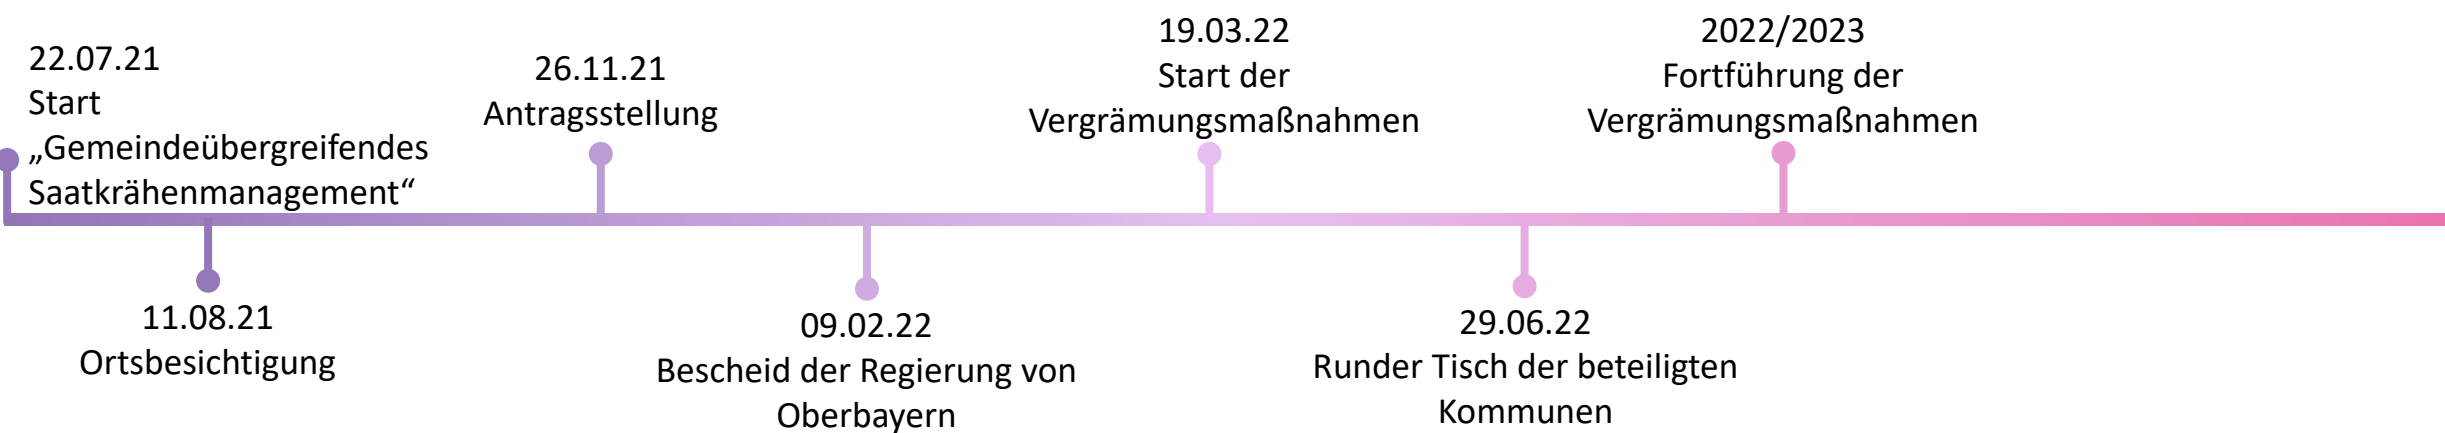 22.07.21
Start
„Gemeindeübergreifendes
Saatkrähenmanagement“
11.08.21
Ortsbesichtigung
26.11.21
Antragsstellung
09.02.22
Bescheid der Regierung von
Oberbayern
19.03.22
Start der
Vergrämungsmaßnahmen
29.06.22
Runder Tisch der beteiligten
Kommunen
2022/2023
Fortführung der
Vergrämungsmaßnahmen